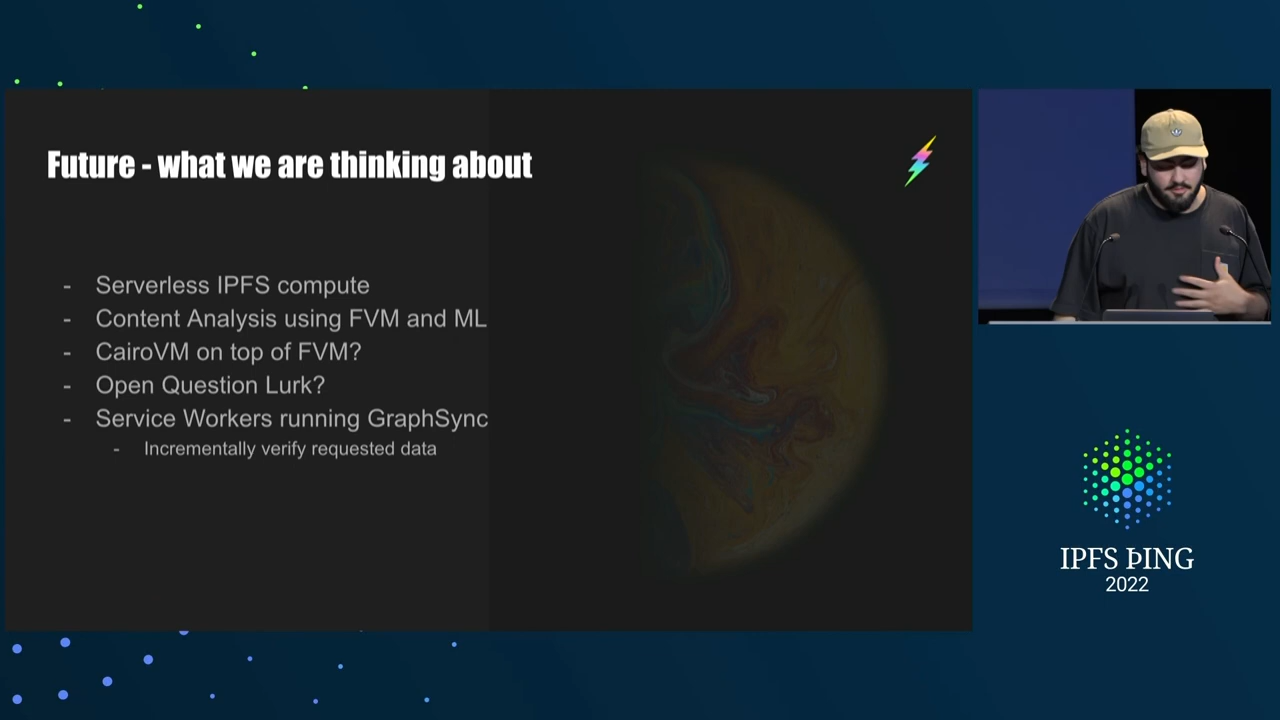 Future - what we are thinking about
- Serverless IPFS compute
- Content Analysis using FVM and ML
- CairoVM on top of FVM?
- Open Question Lurk?
- Service Workers running GraphSync
- Incrementally verify requested data
IPFS ÞING
2022